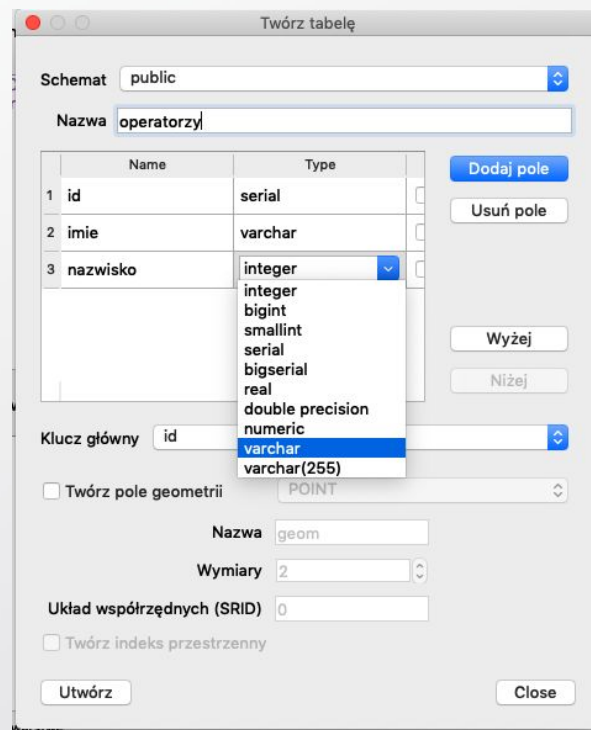 Twórz tabelę
Schemat public
Nazwa operatorzy
Name Type
Dodaj pole
1 id serial
Usuń pole
2 imie varchar
3 nazwisko integer
integer
bigint
smallint
serial
bigserial
real
double precision
numeric
varchar
varchar(255)
Wyżej
Niżej
Klucz główny id
Twórz pole geometrii POINT
Nazwa geom
Wymiary 2
Układ współrzędnych (SRID) 0
Twórz indeks przestrzenny
Utwórz Close